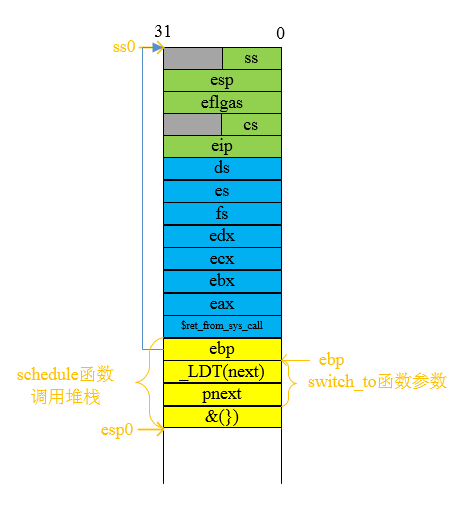 31 0
ss0
ss
esp
eflgas
cs
eip
ds
es
fs
edx
ecx
ebx
eax
$ret_from_sys_call
ebp
ebp
_LDT(next)
schedule函数
调用堆栈
switch_to函数参数
pnext
&(})
esp0